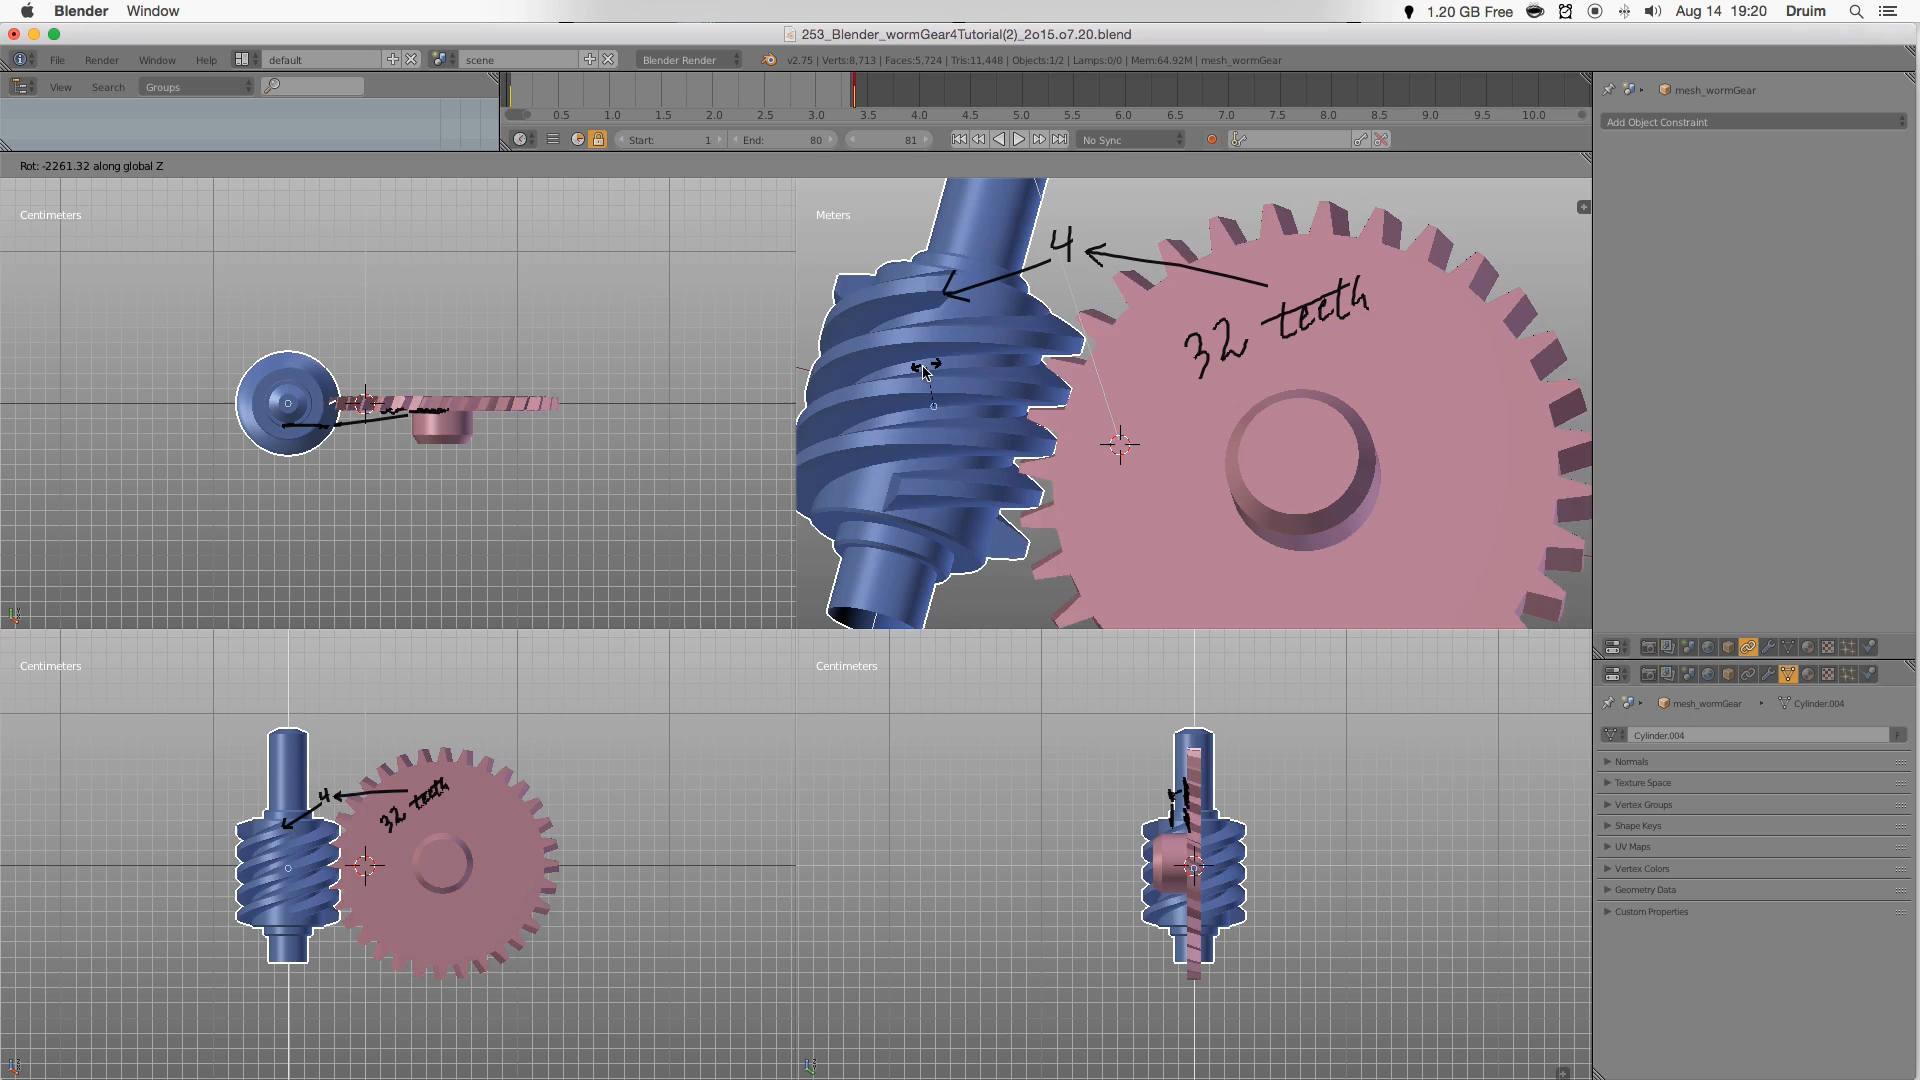 Blender Window 1.20 GB Free Aug 14 19:20 Druim
253_Blender_wormGear4Tutorial(2)_2o15.o7.20.blend
File Render Window Help default scene Blender Render v2.75 | Verts:8,713 | Faces:5,724 | Tris:11,448 | Objects:1/2 | Lamps:0/0 | Mem:64.92M | mesh_wormGear
View Search Groups
mesh_wormGear
0.5 1.0 1.5 2.0 2.5 3.0 3.5 4.0 4.5 5.0 5.5 6.0 6.5 7.0 7.5 8.0 8.5 9.0 9.5 10.0
Add Object Constraint
Start: 1 End: 80 81 No Sync
Rot: -2261.32 along global Z
Centimeters
Meters
4
32 teeth
Centimeters
4
32 teeth
Centimeters
mesh_wormGear Cylinder.004
Cylinder.004 F
Normals
Texture Space
Vertex Groups
Shape Keys
UV Maps
Vertex Colors
Geometry Data
Custom Properties